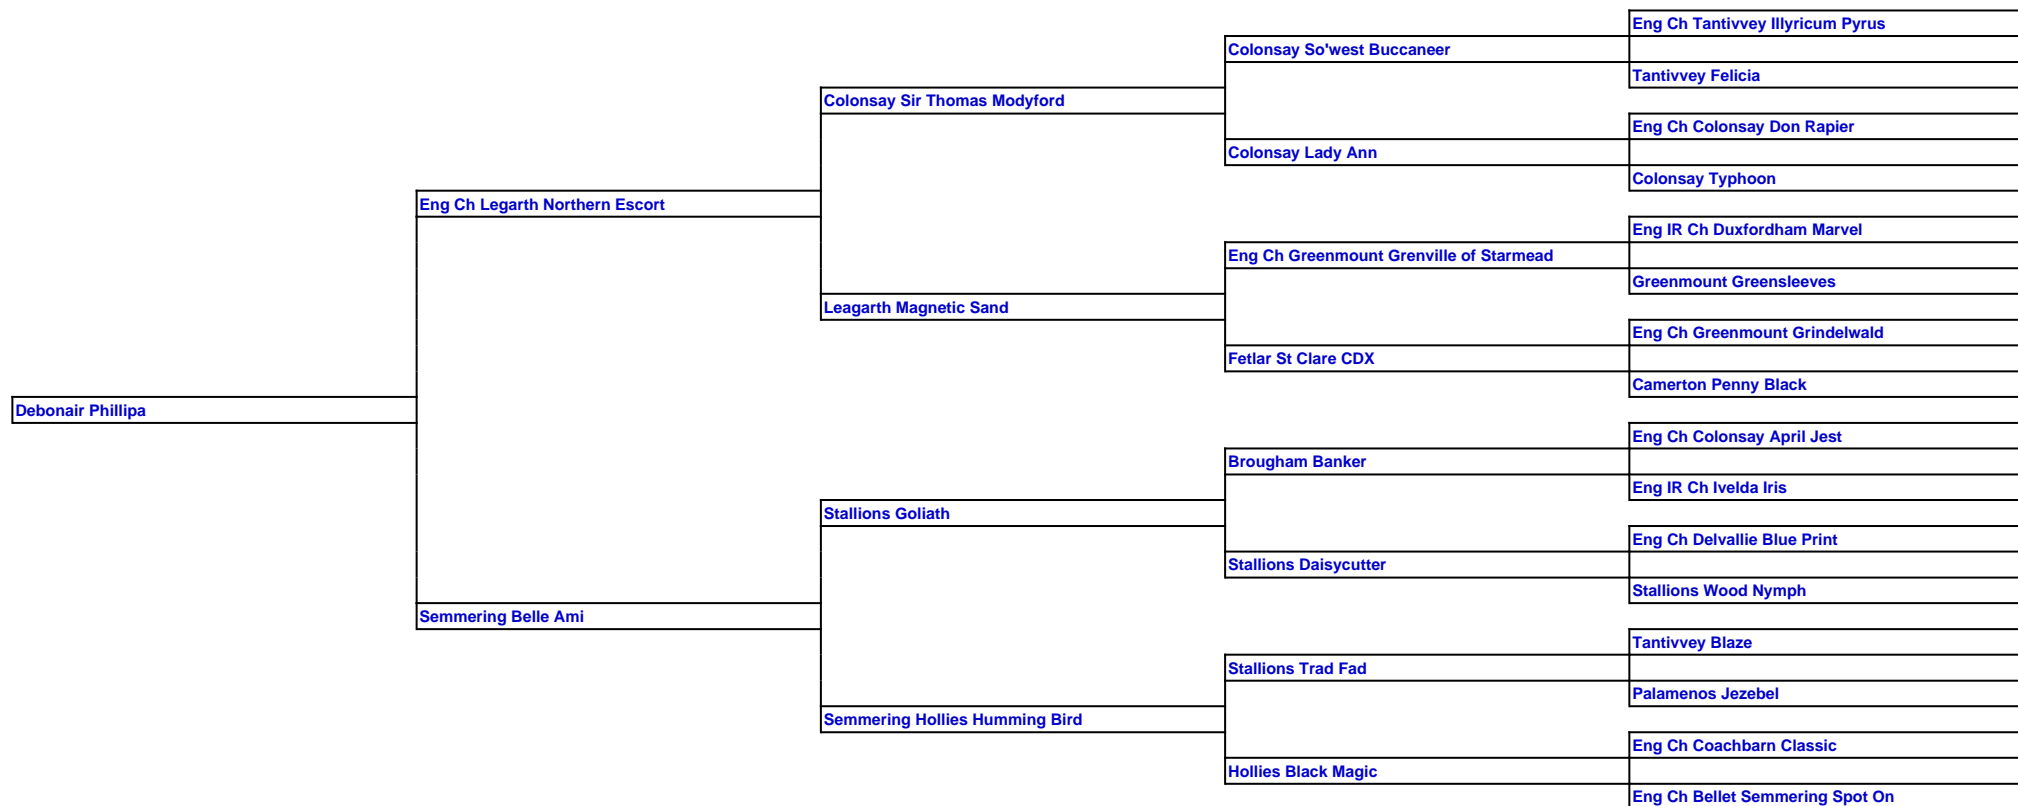 Eng Ch Tantivvey Illyricum Pyrus
Colonsay So'west Buccaneer
Tantivvey Felicia
Colonsay Sir Thomas Modyford
Eng Ch Colonsay Don Rapier
Colonsay Lady Ann
Colonsay Typhoon
Eng Ch Legarth Northern Escort
Eng IR Ch Duxfordham Marvel
Eng Ch Greenmount Grenville of Starmead
Greenmount Greensleeves
Leagarth Magnetic Sand
Eng Ch Greenmount Grindelwald
Fetlar St Clare CDX
Camerton Penny Black
Debonair Phillipa
Eng Ch Colonsay April Jest
Brougham Banker
Eng IR Ch Ivelda Iris
Stallions Goliath
Eng Ch Delvallie Blue Print
Stallions Daisycutter
Stallions Wood Nymph
Semmering Belle Ami
Tantivvey Blaze
Stallions Trad Fad
Palamenos Jezebel
Semmering Hollies Humming Bird
Eng Ch Coachbarn Classic
Hollies Black Magic
Eng Ch Bellet Semmering Spot On